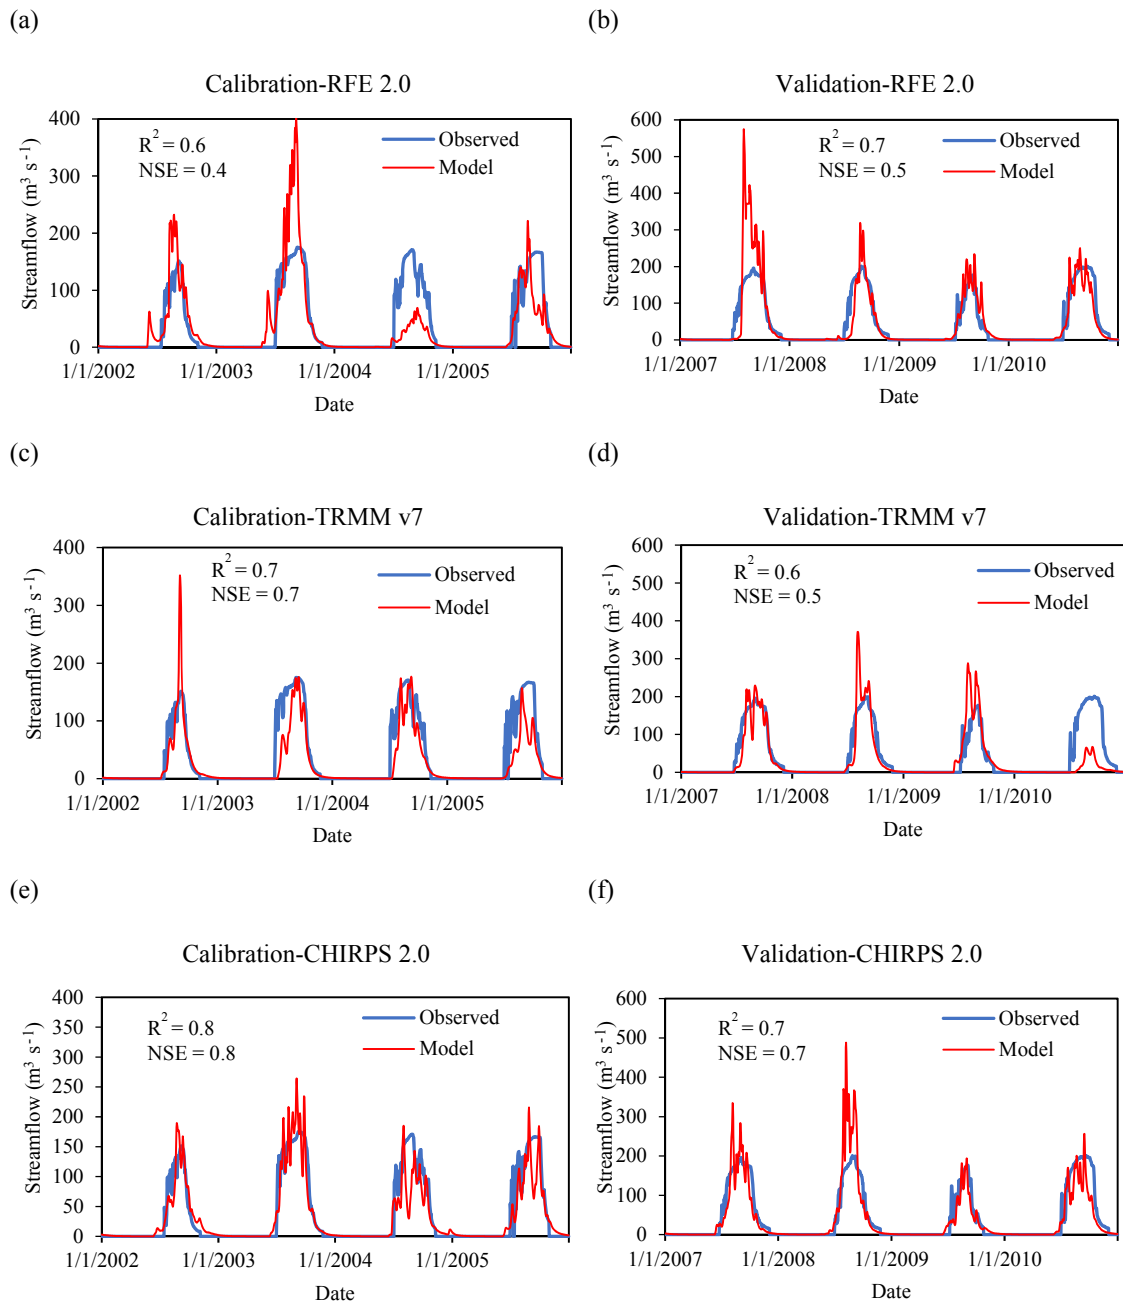 (a)
Calibration-RFE 2.0
R² = 0.6
NSE = 0.4
Observed
Model
Streamflow (m³ s⁻¹)
400
300
200
100
0
1/1/2002
1/1/2003
1/1/2004
1/1/2005
Date
(b)
Validation-RFE 2.0
R² = 0.7
NSE = 0.5
Observed
Model
Streamflow (m³ s⁻¹)
600
500
400
300
200
100
0
1/1/2007
1/1/2008
1/1/2009
1/1/2010
Date
(c)
Calibration-TRMM v7
R² = 0.7
NSE = 0.7
Observed
Model
Streamflow (m³ s⁻¹)
400
300
200
100
0
1/1/2002
1/1/2003
1/1/2004
1/1/2005
Date
(d)
Validation-TRMM v7
R² = 0.6
NSE = 0.5
Observed
Model
Streamflow (m³ s⁻¹)
600
500
400
300
200
100
0
1/1/2007
1/1/2008
1/1/2009
1/1/2010
Date
(e)
Calibration-CHIRPS 2.0
R² = 0.8
NSE = 0.8
Observed
Model
Streamflow (m³ s⁻¹)
400
350
300
250
200
150
100
50
0
1/1/2002
1/1/2003
1/1/2004
1/1/2005
Date
(f)
Validation-CHIRPS 2.0
R² = 0.7
NSE = 0.7
Observed
Model
Streamflow (m³ s⁻¹)
600
500
400
300
200
100
0
1/1/2007
1/1/2008
1/1/2009
1/1/2010
Date